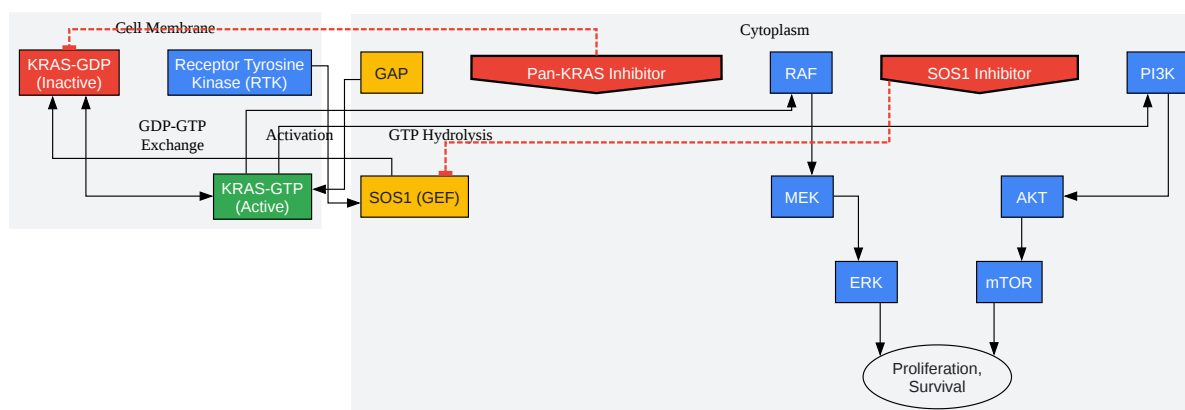 Cell Membrane
Cytoplasm
KRAS-GDP
(Inactive)
Receptor Tyrosine
Kinase (RTK)
GAP
Pan-KRAS Inhibitor
RAF
SOS1 Inhibitor
PI3K
GDP-GTP
Exchange
Activation
GTP Hydrolysis
KRAS-GTP
(Active)
SOS1 (GEF)
MEK
AKT
ERK
mTOR
Proliferation,
Survival